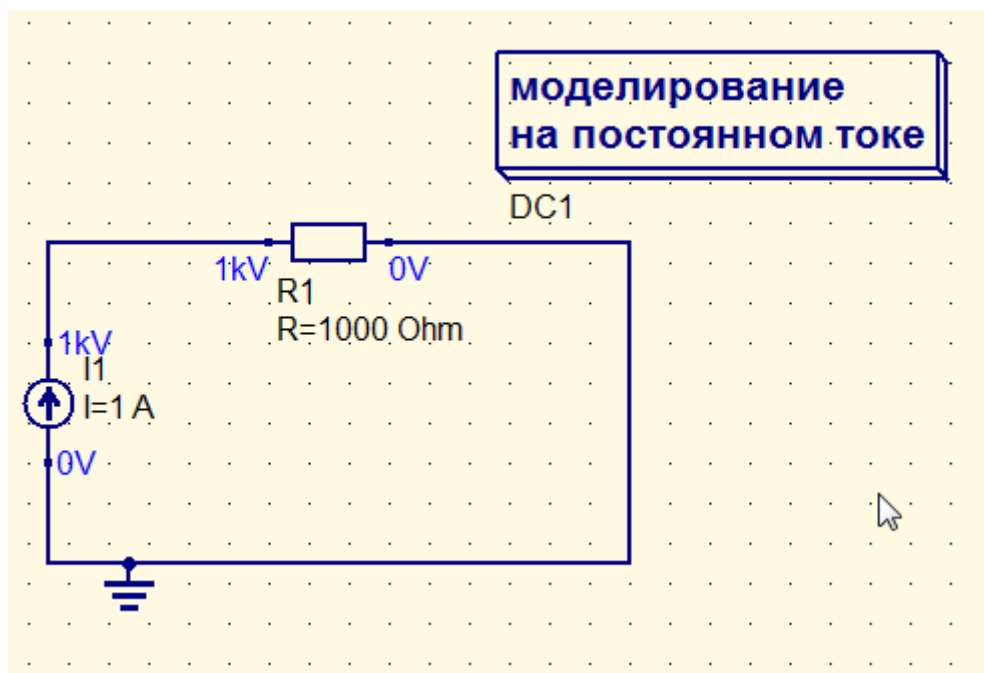 моделирование
на постоянном токе
DC1
1kV
0V
R1
R=1000 Ohm
1kV
I1
I=1 A
0V